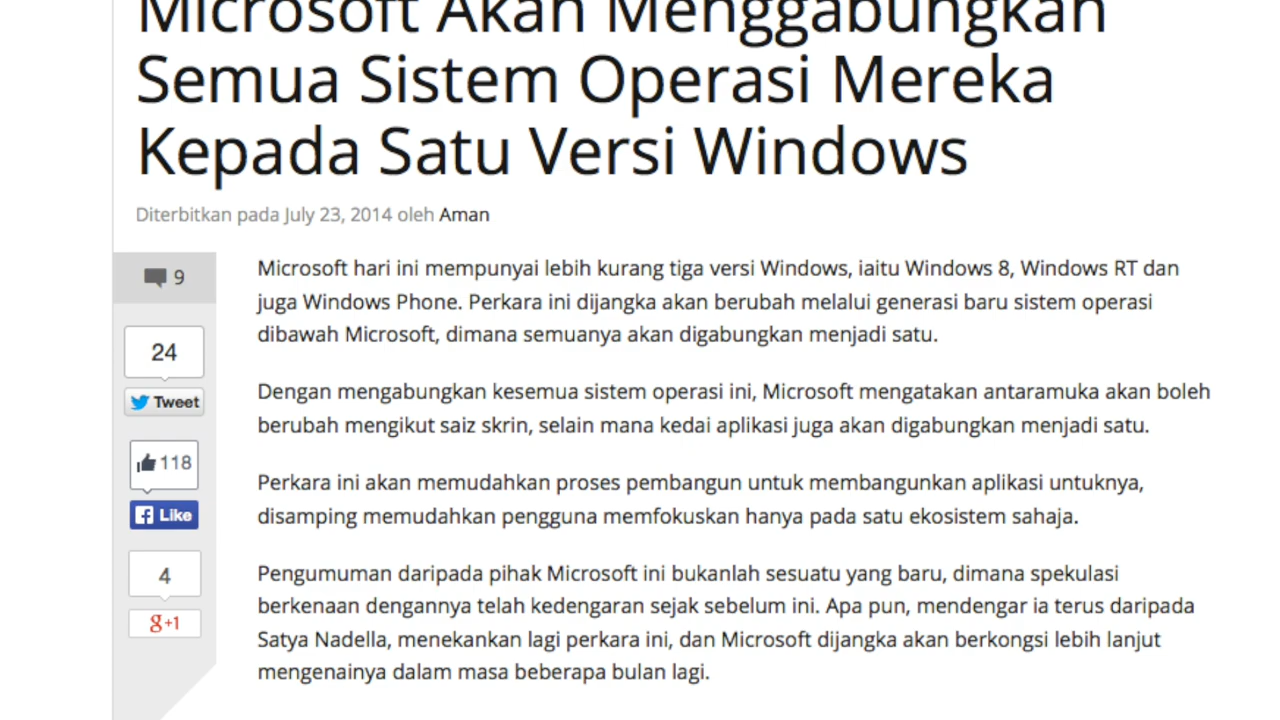 Microsoft Akan Menggabungkan
Semua Sistem Operasi Mereka
Kepada Satu Versi Windows
Diterbitkan pada July 23, 2014 oleh Aman
9
24
Tweet
118
Like
4
g+1
Microsoft hari ini mempunyai lebih kurang tiga versi Windows, iaitu Windows 8, Windows RT dan
juga Windows Phone. Perkara ini dijangka akan berubah melalui generasi baru sistem operasi
dibawah Microsoft, dimana semuanya akan digabungkan menjadi satu.
Dengan mengabungkan kesemua sistem operasi ini, Microsoft mengatakan antaramuka akan boleh
berubah mengikut saiz skrin, selain mana kedai aplikasi juga akan digabungkan menjadi satu.
Perkara ini akan memudahkan proses pembangun untuk membangunkan aplikasi untuknya,
disamping memudahkan pengguna memfokuskan hanya pada satu ekosistem sahaja.
Pengumuman daripada pihak Microsoft ini bukanlah sesuatu yang baru, dimana spekulasi
berkenaan dengannya telah kedengaran sejak sebelum ini. Apa pun, mendengar ia terus daripada
Satya Nadella, menekankan lagi perkara ini, dan Microsoft dijangka akan berkongsi lebih lanjut
mengenainya dalam masa beberapa bulan lagi.